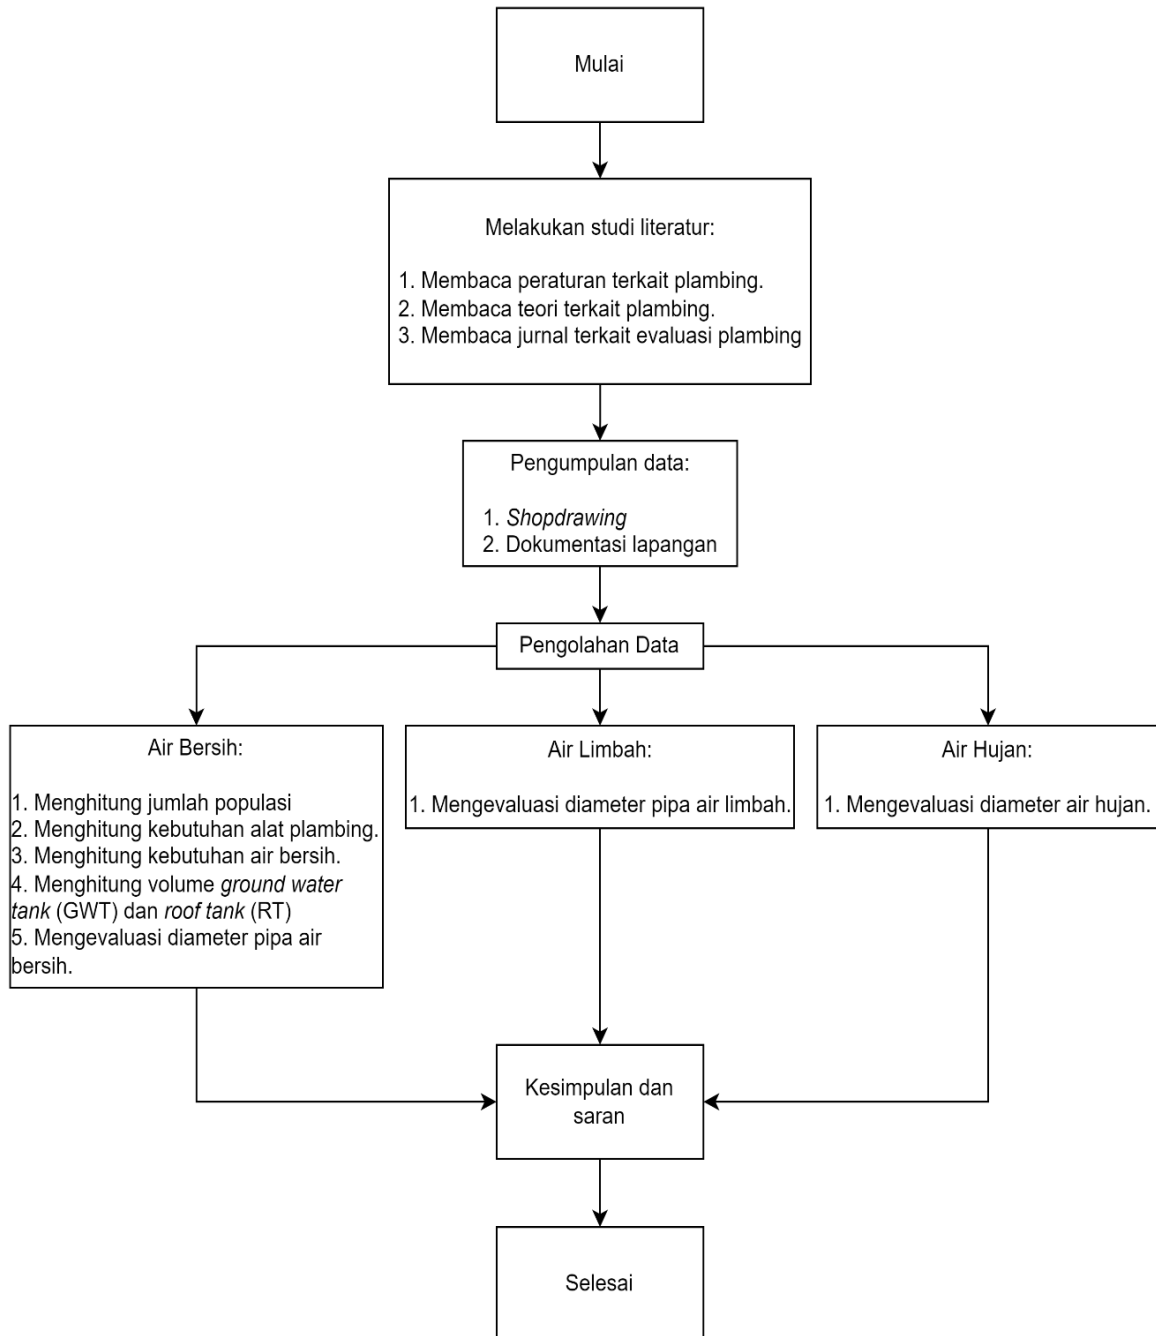 Mulai
Melakukan studi literatur:
1. Membaca peraturan terkait plambing.
2. Membaca teori terkait plambing.
3. Membaca jurnal terkait evaluasi plambing
Pengumpulan data:
1. Shopdrawing
2. Dokumentasi lapangan
Pengolahan Data
Air Bersih:
1. Menghitung jumlah populasi
2. Menghitung kebutuhan alat plambing.
3. Menghitung kebutuhan air bersih.
4. Menghitung volume ground water
tank (GWT) dan roof tank (RT)
5. Mengevaluasi diameter pipa air
bersih.
Air Limbah:
1. Mengevaluasi diameter pipa air limbah.
Air Hujan:
1. Mengevaluasi diameter air hujan.
Kesimpulan dan
saran
Selesai